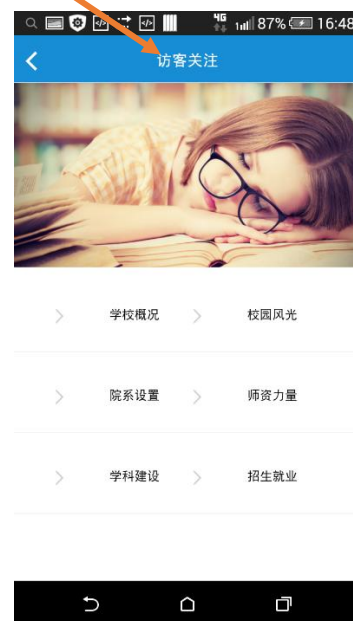 4G 87% 16:48
访客关注
学校概况 校园风光
院系设置 师资力量
学科建设 招生就业